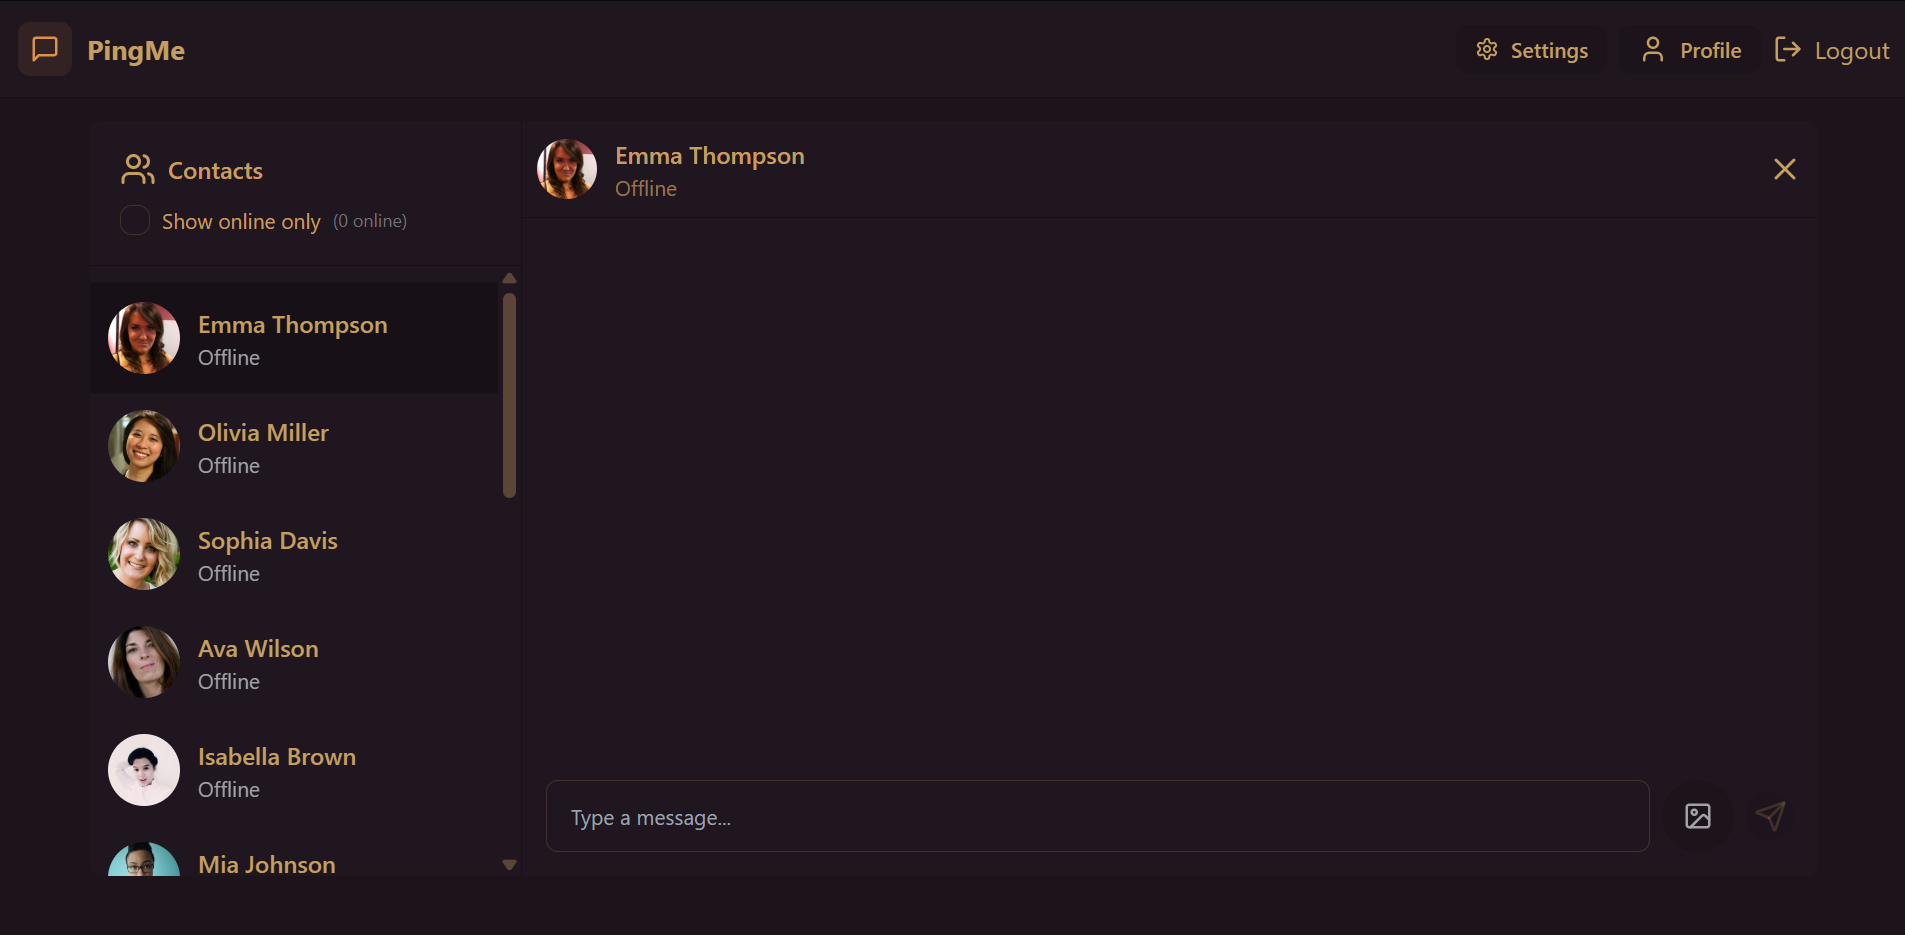 PingMe
Settings
Profile
Logout
Contacts
Show online only (0 online)
Emma Thompson
Offline
Olivia Miller
Offline
Sophia Davis
Offline
Ava Wilson
Offline
Isabella Brown
Offline
Mia Johnson
Emma Thompson
Offline
Type a message...